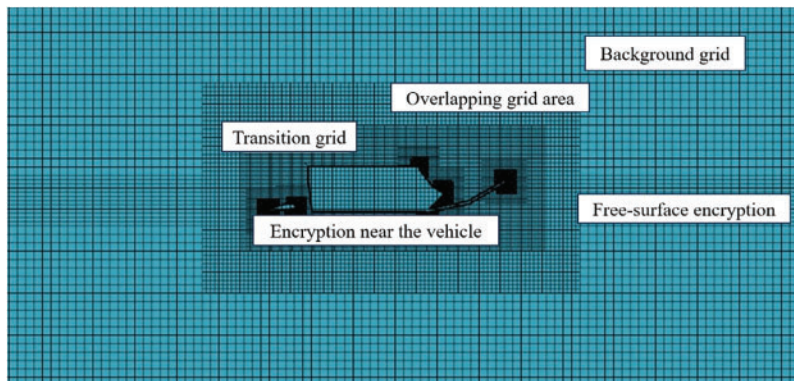 Background grid
Overlapping grid area
Transition grid
Free-surface encryption
Encryption near the vehicle